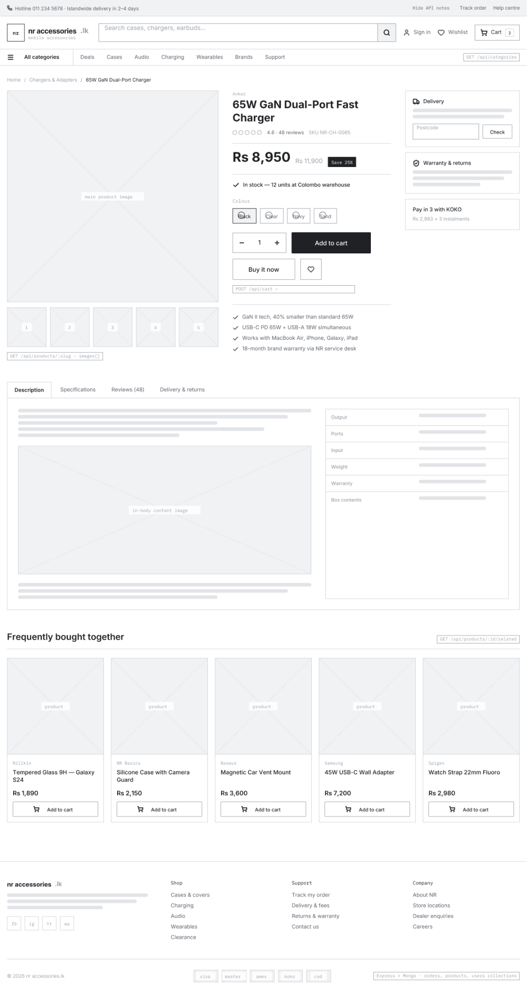 Hotline 011 234 5678 · Islandwide delivery in 2–4 days
Hide API notes
Track order
Help centre
nr
nr accessories .lk
mobile accessories
Search cases, chargers, earbuds...
Sign in
Wishlist
Cart
3
All categories
Deals
Cases
Audio
Charging
Wearables
Brands
Support
GET /api/categories
Home / Chargers & Adapters / 65W GaN Dual-Port Charger
main product image
1
2
3
4
5
GET /api/products/:slug — images[]
Anker
65W GaN Dual-Port Fast
Charger
4.6 · 48 reviews
SKU NR-CH-0065
Rs 8,950
Rs 11,900
Save 25%
In stock — 12 units at Colombo warehouse
Colour
Black
Clear
Navy
Sand
− 1 +
Add to cart
Buy it now
POST /api/cart —
GaN II tech, 40% smaller than standard 65W
USB-C PD 65W + USB-A 18W simultaneous
Works with MacBook Air, iPhone, Galaxy, iPad
18-month brand warranty via NR service desk
Delivery
Postcode
Check
Warranty & returns
Pay in 3 with KOKO
Rs 2,983 × 3 instalments
Description
Specifications
Reviews (48)
Delivery & returns
in-body content image
Output
Ports
Input
Weight
Warranty
Box contents
Frequently bought together
GET /api/products/:id/related
product
Nillkin
Tempered Glass 9H — Galaxy
S24
Rs 1,890
Add to cart
product
NR Basics
Silicone Case with Camera
Guard
Rs 2,150
Add to cart
product
Baseus
Magnetic Car Vent Mount
Rs 3,600
Add to cart
product
Samsung
45W USB-C Wall Adapter
Rs 7,200
Add to cart
product
Spigen
Watch Strap 22mm Fluoro
Rs 2,980
Add to cart
nr accessories .lk
fb
ig
tt
wa
Shop
Cases & covers
Charging
Audio
Wearables
Clearance
Support
Track my order
Delivery & fees
Returns & warranty
Contact us
Company
About NR
Store locations
Dealer enquiries
Careers
© 2026 nr accessories.lk
visa
master
amex
koko
cod
Express + Mongo · orders, products, users collections